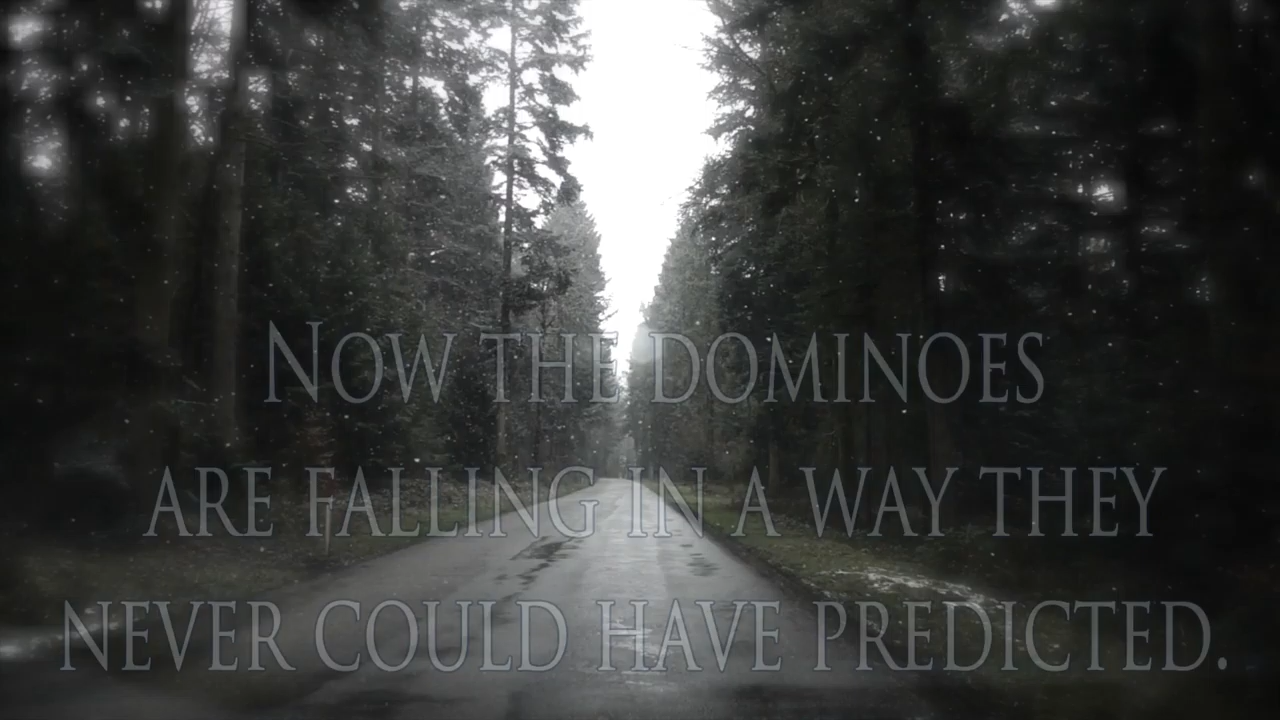 Now the dominoes
are falling in a way they
never could have predicted.